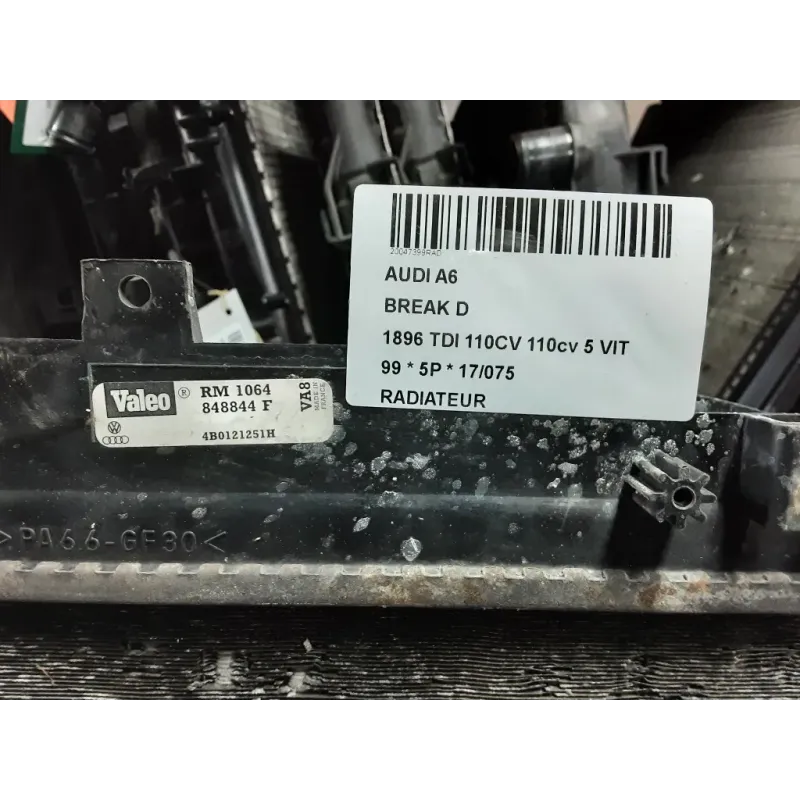 20047399RAD
AUDI A6
BREAK D
1896 TDI 110CV 110cv 5 VIT
99 * 5P * 17/075
RADIATEUR
Valeo ® RM 1064
848844 F
VA8
MADE IN
FRANCE
4B0121251H
>PA66-GF30<